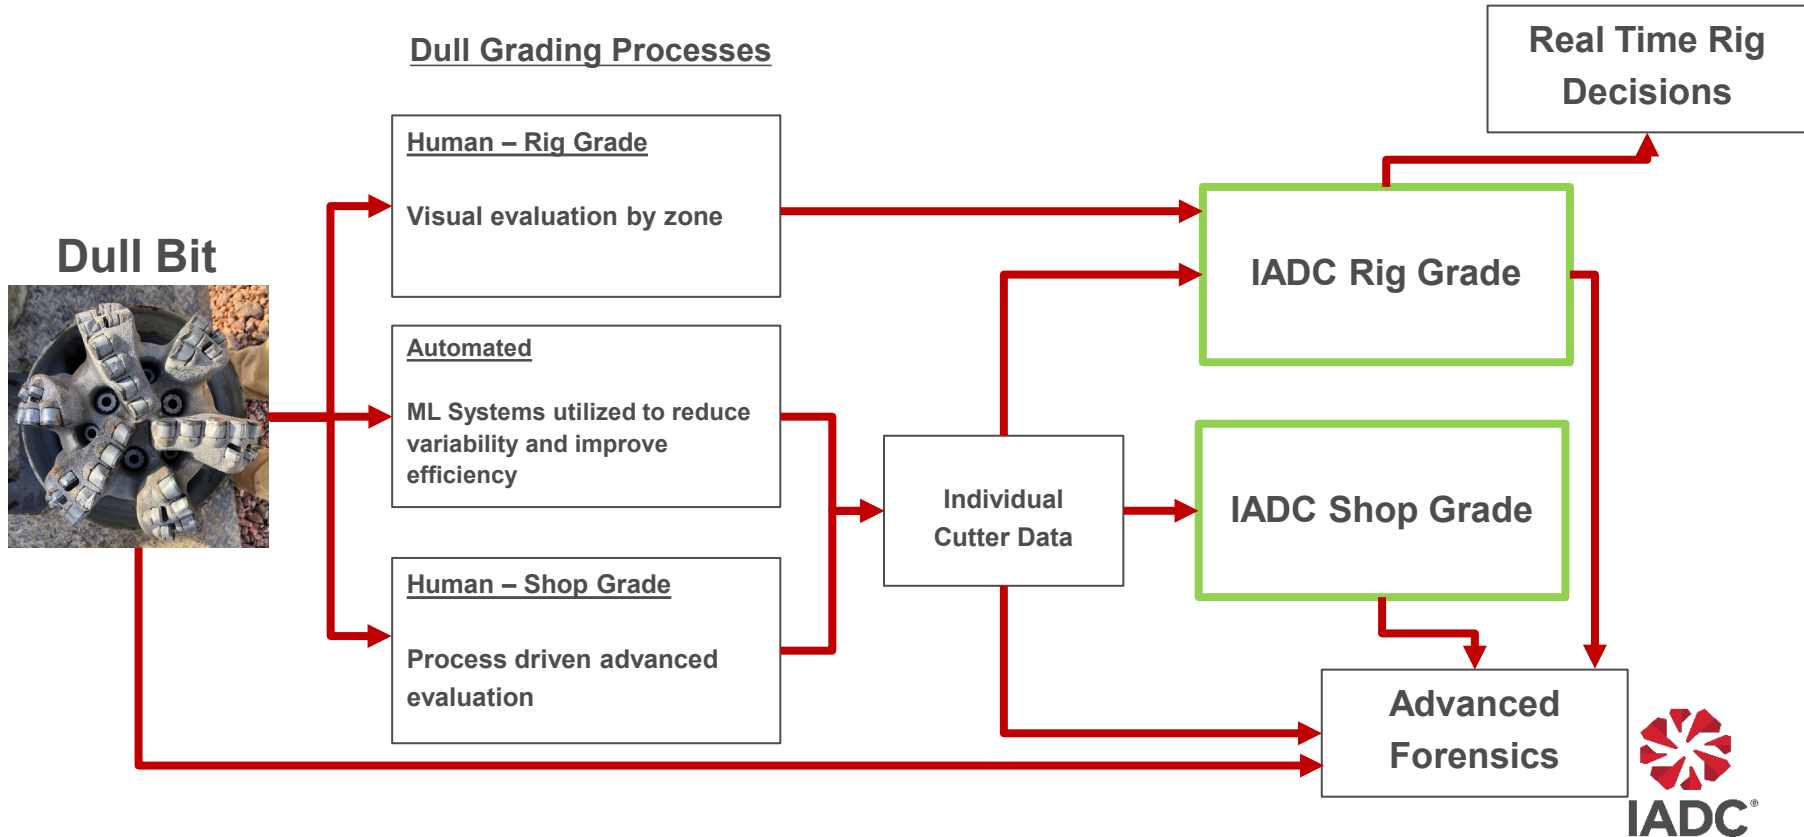 Dull Grading Processes
Real Time Rig
Decisions
Human – Rig Grade
Visual evaluation by zone
Dull Bit
IADC Rig Grade
Automated
ML Systems utilized to reduce
variability and improve
efficiency
Individual
Cutter Data
IADC Shop Grade
Human – Shop Grade
Process driven advanced
evaluation
Advanced
Forensics
IADC®